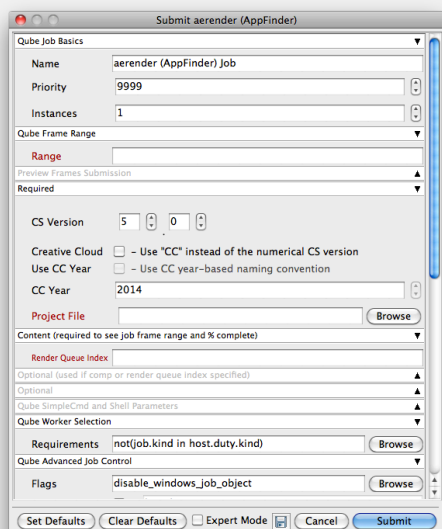 Submit aerender (AppFinder)
Qube Job Basics
Name aerender (AppFinder) Job
Priority 9999
Instances 1
Qube Frame Range
Range
Preview Frames Submission
Required
CS Version 5 . 0
Creative Cloud - Use "CC" instead of the numerical CS version
Use CC Year - Use CC year-based naming convention
CC Year 2014
Project File Browse
Content (required to see job frame range and % complete)
Render Queue Index
Optional (used if comp or render queue index specified)
Optional
Qube SimpleCmd and Shell Parameters
Qube Worker Selection
Requirements not(job.kind in host.duty.kind) Browse
Qube Advanced Job Control
Flags disable_windows_job_object Browse
Set Defaults Clear Defaults Expert Mode Cancel Submit